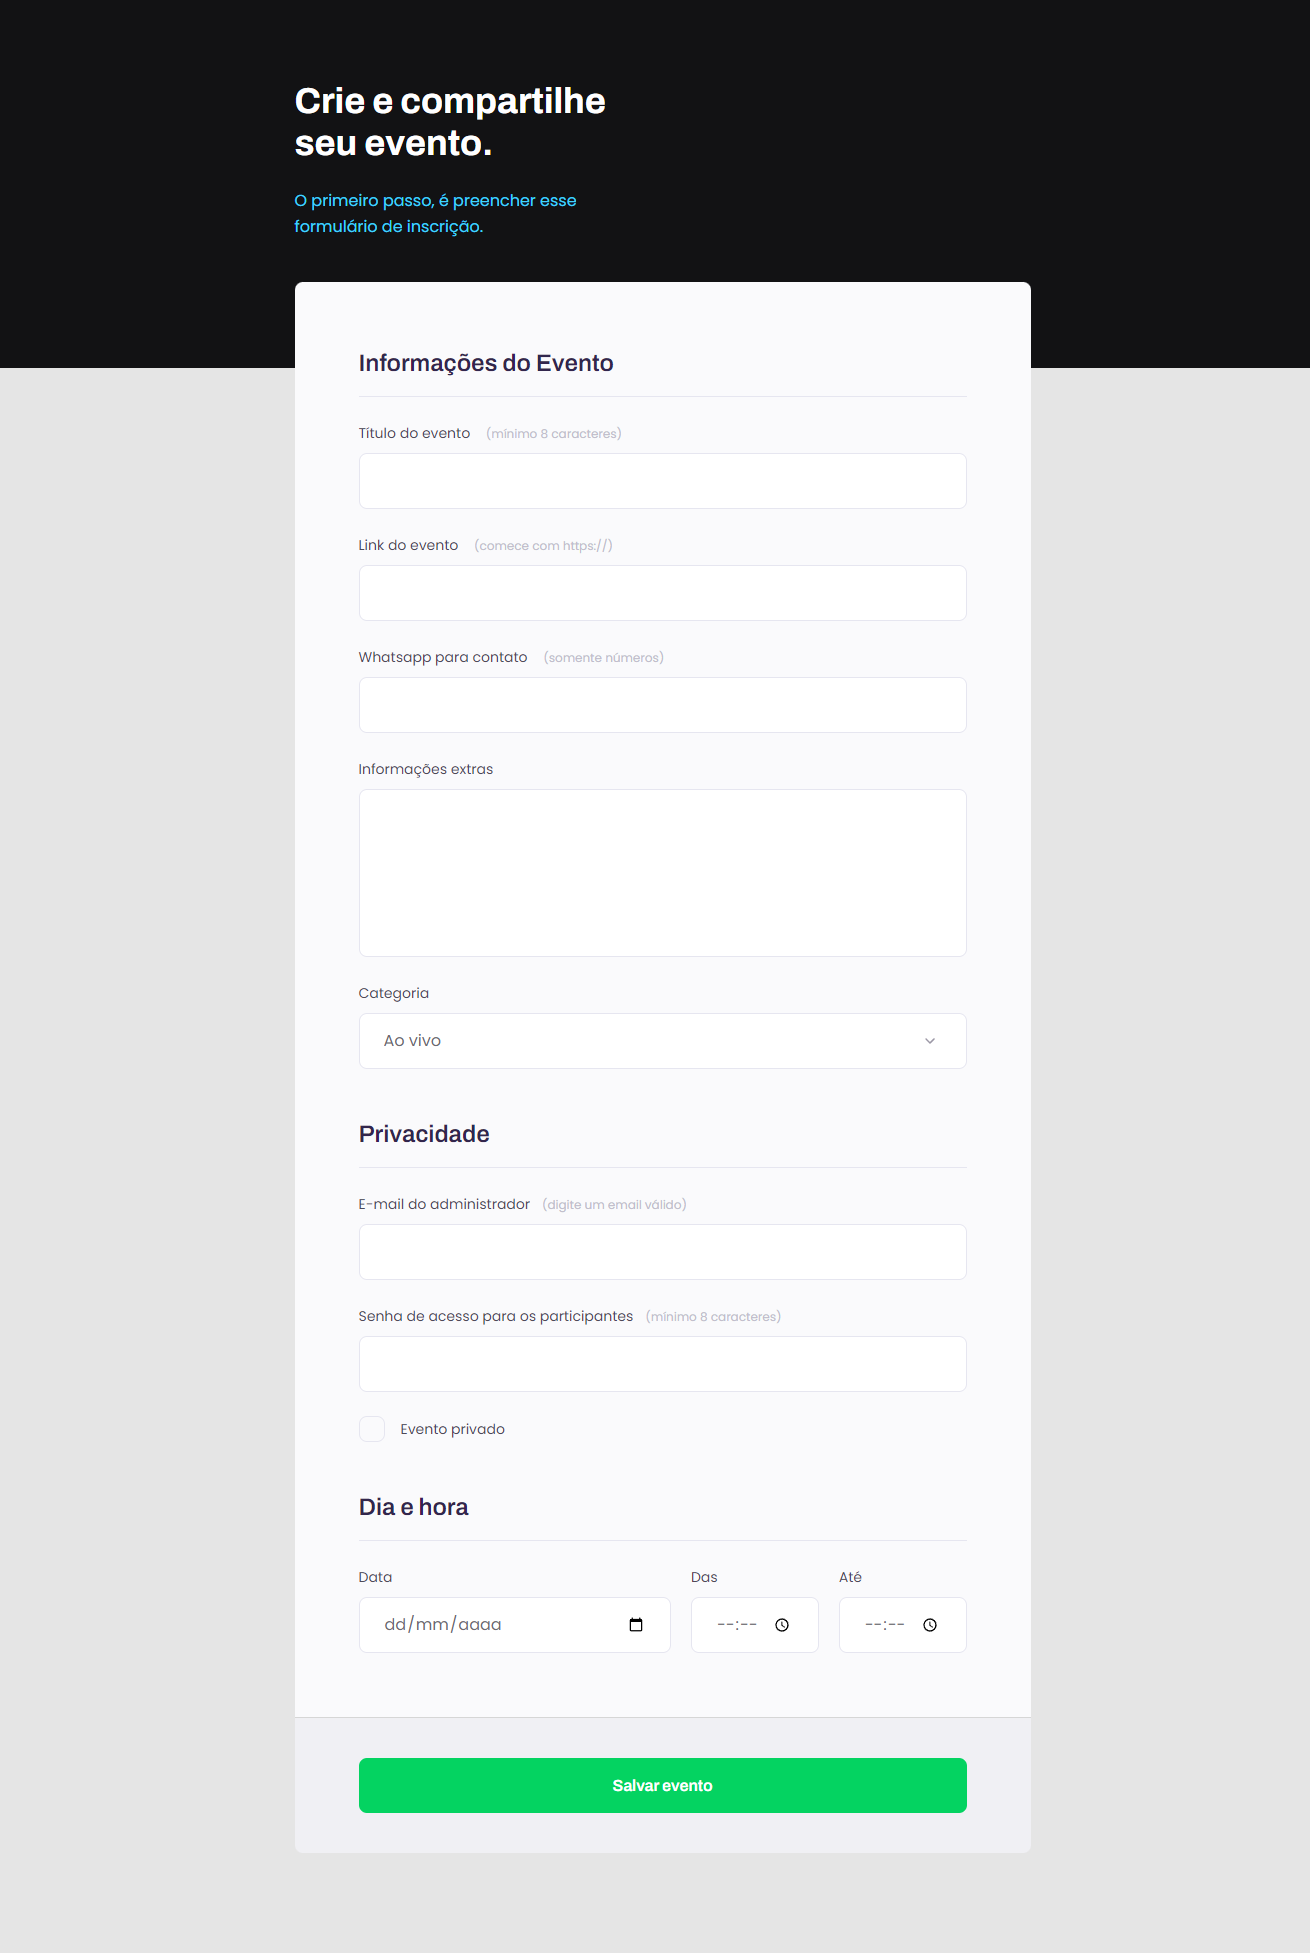 Crie e compartilhe
seu evento.
O primeiro passo, é preencher esse
formulário de inscrição.
Informações do Evento
Título do evento (mínimo 8 caracteres)
Link do evento (comece com https://)
Whatsapp para contato (somente números)
Informações extras
Categoria
Ao vivo
Privacidade
E-mail do administrador (digite um email válido)
Senha de acesso para os participantes (mínimo 8 caracteres)
Evento privado
Dia e hora
Data Das Até
dd/mm/aaaa --:-- --:--
Salvar evento